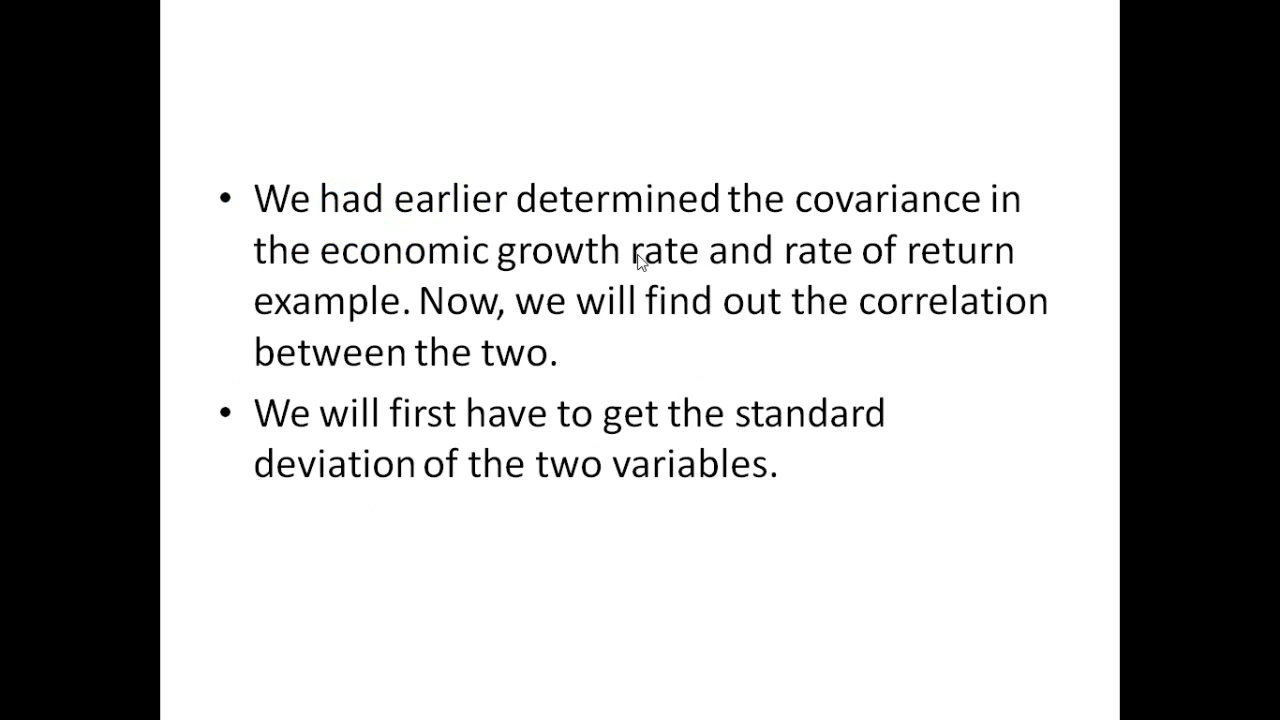 • We had earlier determined the covariance in
the economic growth rate and rate of return
example. Now, we will find out the correlation
between the two.
• We will first have to get the standard
deviation of the two variables.